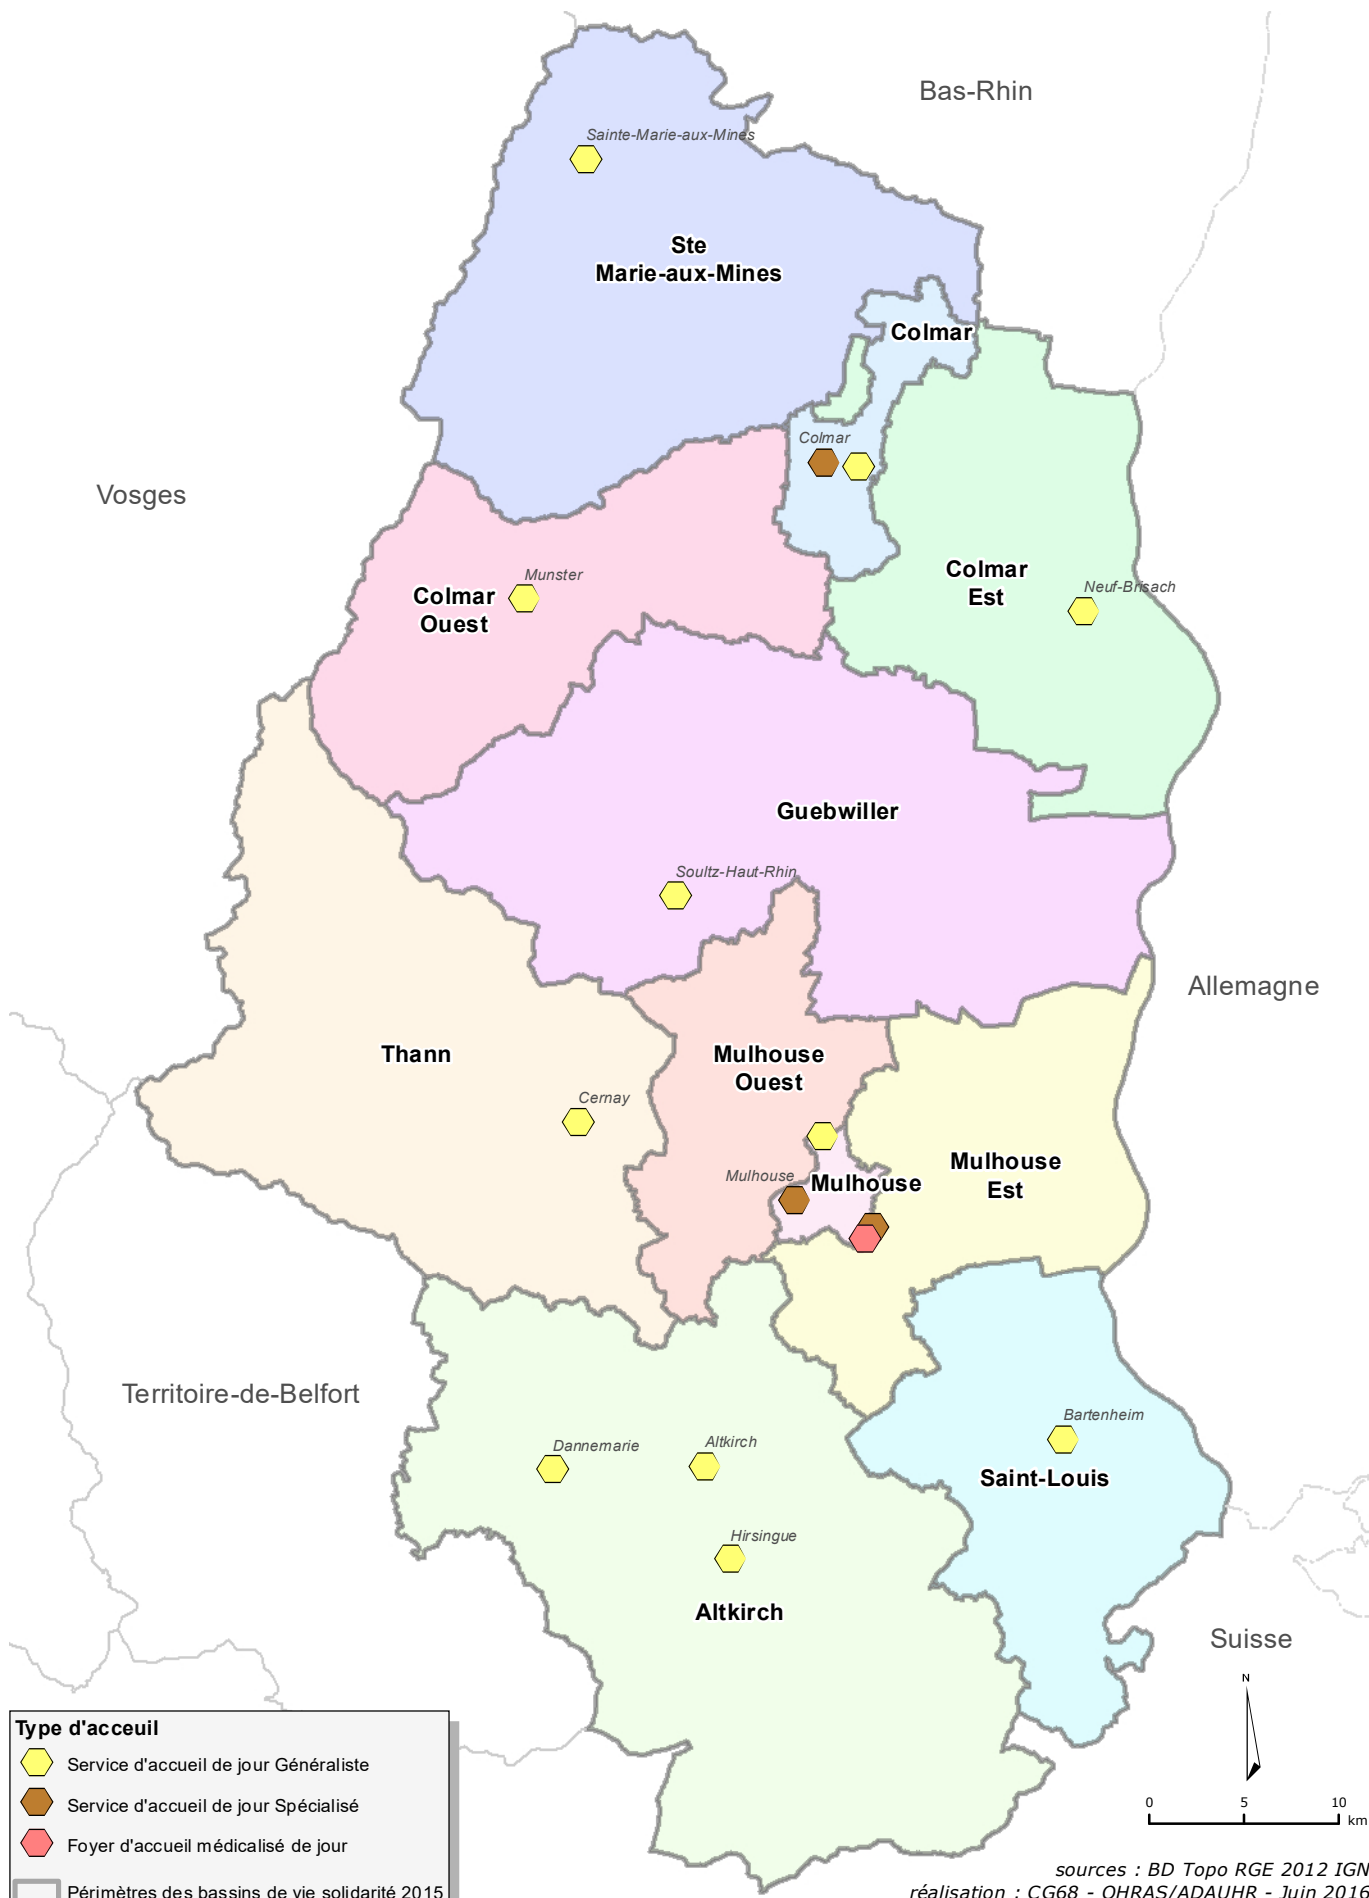 Bas-Rhin
Sainte-Marie-aux-Mines
Ste
Marie-aux-Mines
Colmar
Colmar
Vosges
Colmar
Est
Munster
Neuf-Brisach
Colmar
Ouest
Guebwiller
Soultz-Haut-Rhin
Allemagne
Thann
Mulhouse
Ouest
Cernay
Mulhouse
Est
Mulhouse
Mulhouse
Territoire-de-Belfort
Bartenheim
Dannemarie
Altkirch
Saint-Louis
Hirsingue
Altkirch
Suisse
N
Type d'acceuil
Service d'accueil de jour Généraliste
Service d'accueil de jour Spécialisé
Foyer d'accueil médicalisé de jour
Périmètres des bassins de vie solidarité 2015
0 5 10
km
sources : BD Topo RGE 2012 IGN
réalisation : CG68 - OHRAS/ADAUHR - Juin 2016